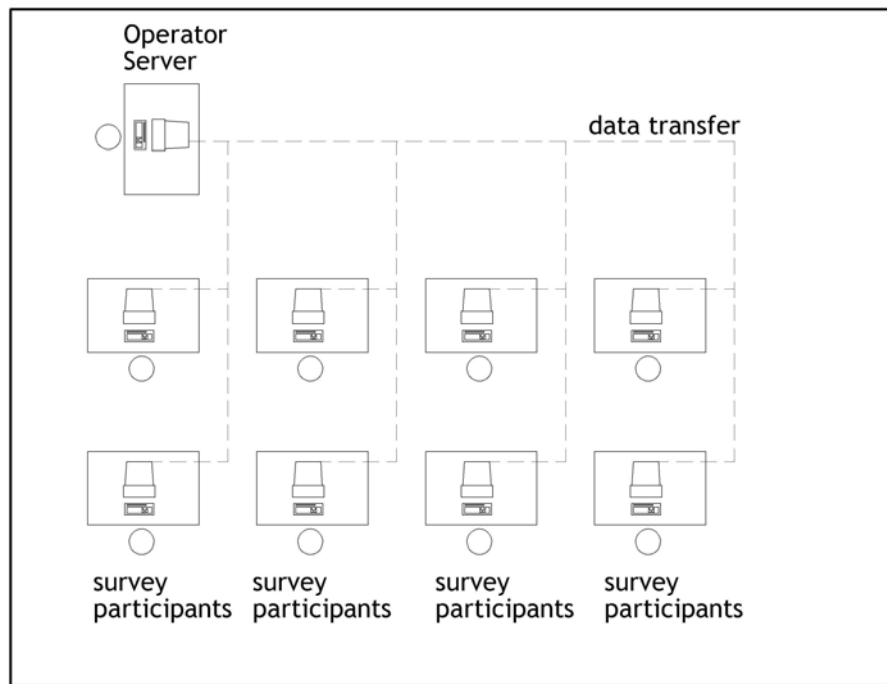 Operator
Server
data transfer
survey
participants
survey
participants
survey
participants
survey
participants